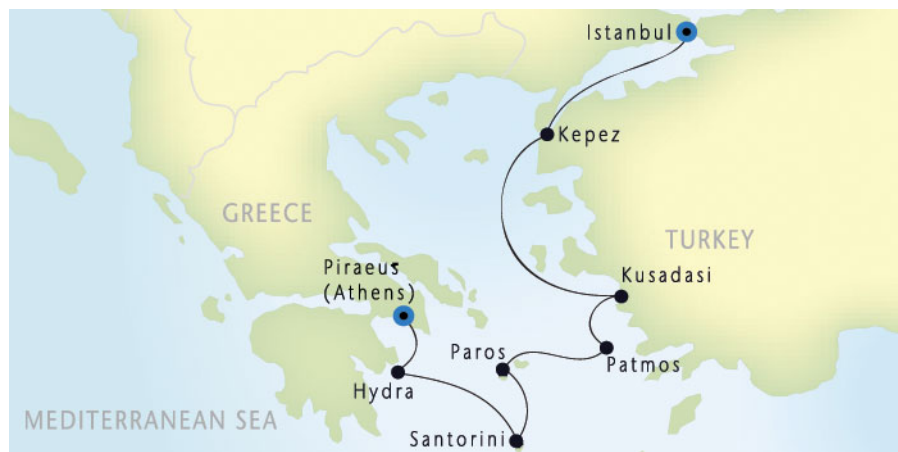 Istanbul
Kepez
GREECE
TURKEY
Piraeus
(Athens)
Kusadasi
Paros
Patmos
Hydra
MEDITERRANEAN SEA
Santorini